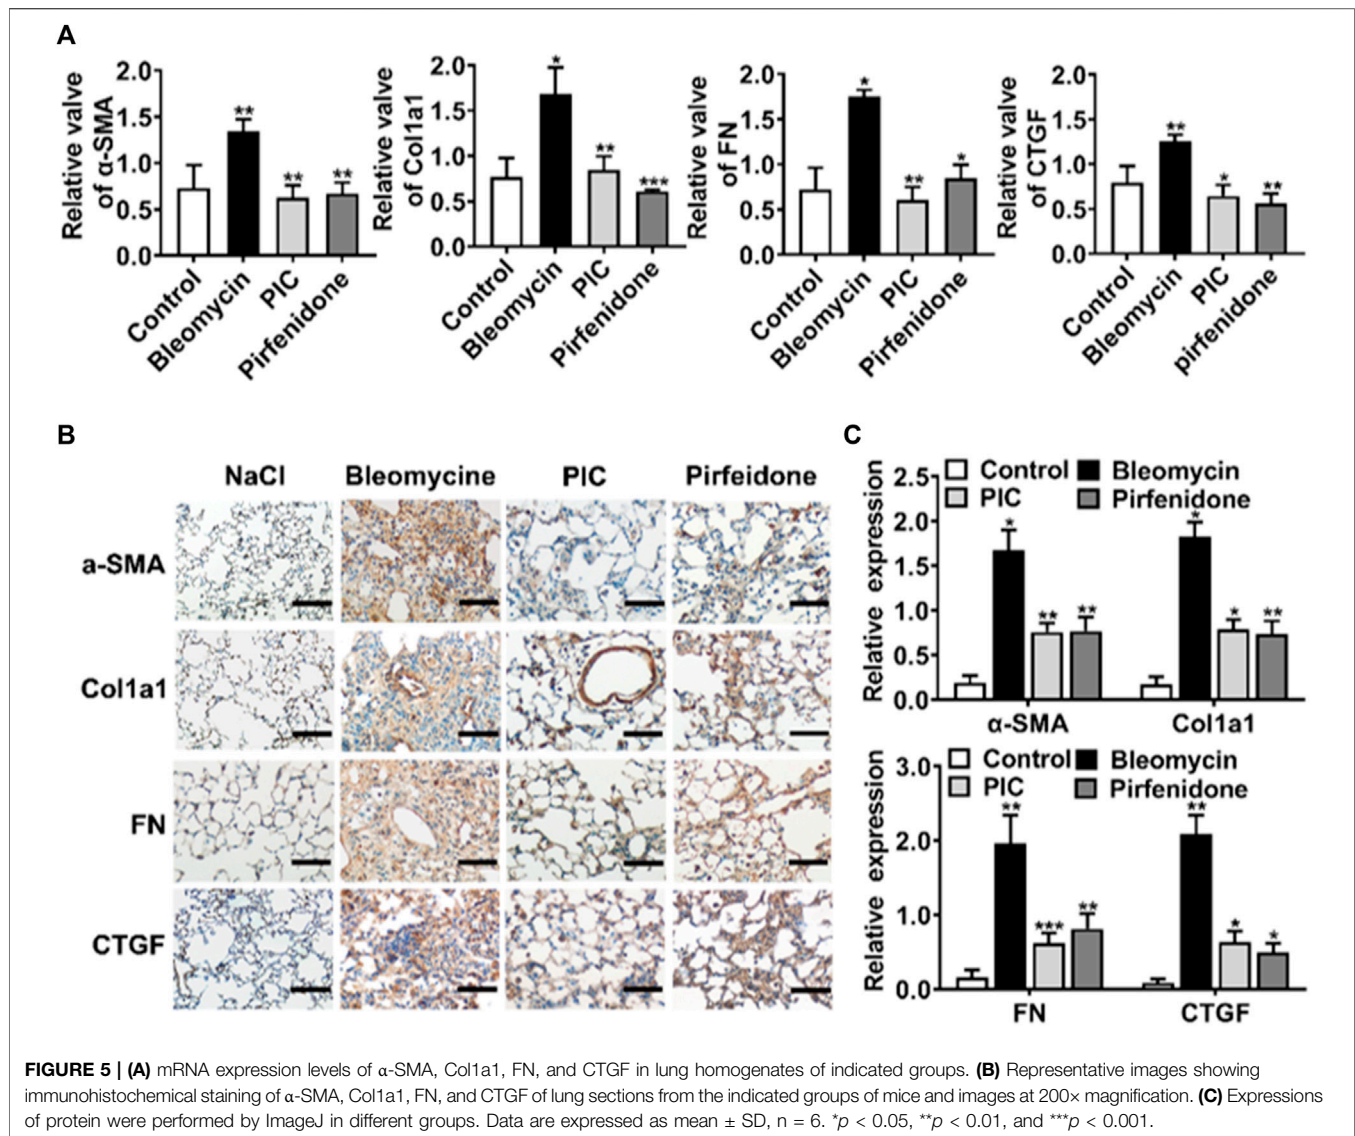 A
Relative valve
of α-SMA
2.0
1.5
1.0
0.5
0.0
**
**
**
Control
Bleomycin
PIC
Pirfenidone
Relative valve
of Col1a1
2.0
1.5
1.0
0.5
0.0
*
**
***
Control
Bleomycin
PIC
Pirfenidone
Relative valve
of FN
2.0
1.5
1.0
0.5
0.0
*
**
*
Control
Bleomycin
PIC
Pirfenidone
Relative valve
of CTGF
2.0
1.5
1.0
0.5
0.0
**
*
**
Control
Bleomycin
PIC
pirfenidone
B
NaCl Bleomycine PIC Pirfeidone
a-SMA
Col1a1
FN
CTGF
C
Relative expression
2.5
2.0
1.5
1.0
0.5
0.0
Control Bleomycin
PIC Pirfenidone
* ** **
* * **
α-SMA Col1a1
Relative expression
3.0
2.0
1.0
0.0
Control Bleomycin
PIC Pirfenidone
** *** **
** * *
FN CTGF
FIGURE 5 | (A) mRNA expression levels of α-SMA, Col1a1, FN, and CTGF in lung homogenates of indicated groups. (B) Representative images showing
immunohistochemical staining of α-SMA, Col1a1, FN, and CTGF of lung sections from the indicated groups of mice and images at 200× magnification. (C) Expressions
of protein were performed by ImageJ in different groups. Data are expressed as mean ± SD, n = 6. *p < 0.05, **p < 0.01, and ***p < 0.001.